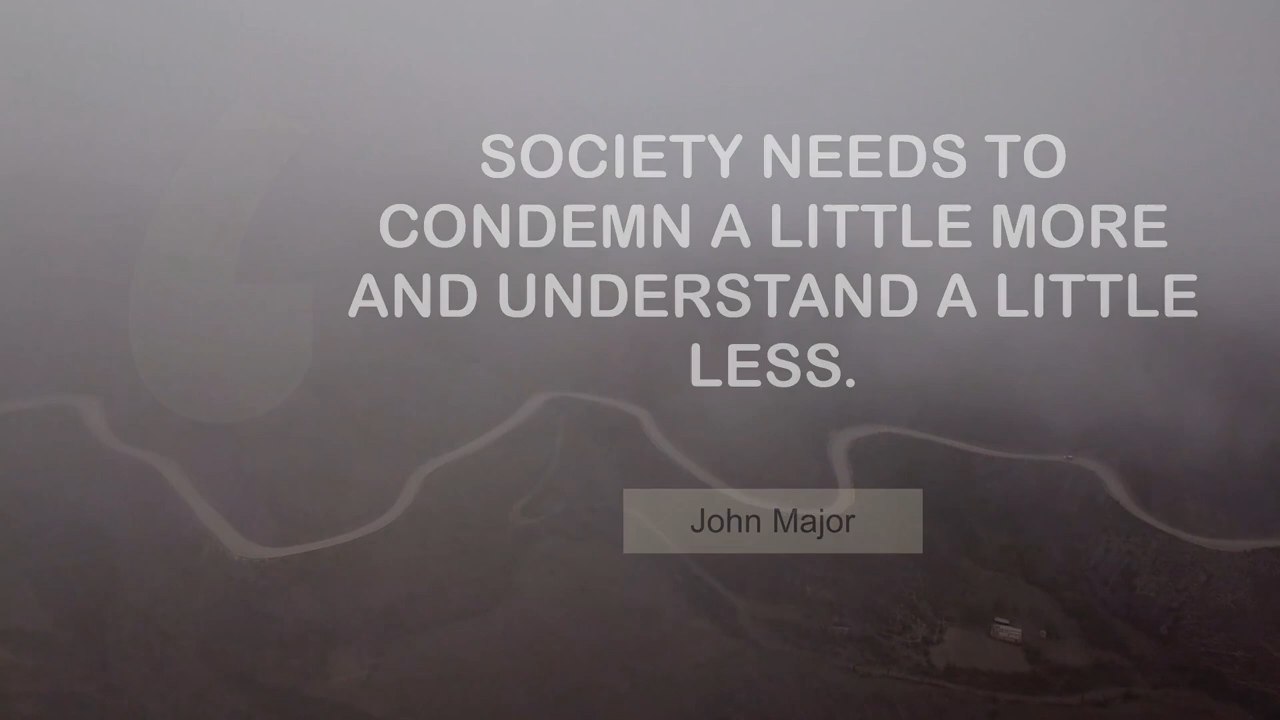 SOCIETY NEEDS TO
CONDEMN A LITTLE MORE
AND UNDERSTAND A LITTLE
LESS.
John Major